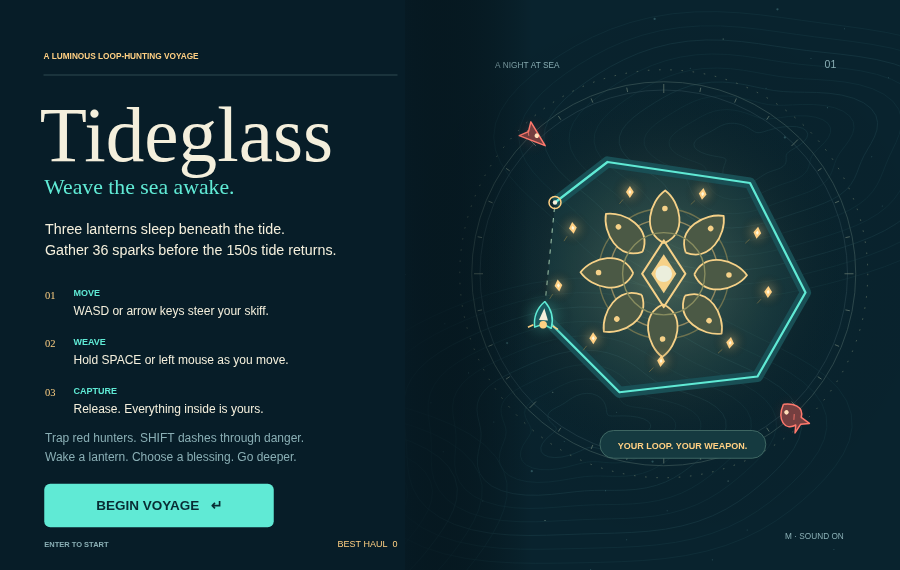 A LUMINOUS LOOP-HUNTING VOYAGE
Tideglass
Weave the sea awake.
Three lanterns sleep beneath the tide.
Gather 36 sparks before the 150s tide returns.
01 MOVE
WASD or arrow keys steer your skiff.
02 WEAVE
Hold SPACE or left mouse as you move.
03 CAPTURE
Release. Everything inside is yours.
Trap red hunters. SHIFT dashes through danger.
Wake a lantern. Choose a blessing. Go deeper.
BEGIN VOYAGE ↵
ENTER TO START
BEST HAUL 0
A NIGHT AT SEA
01
YOUR LOOP. YOUR WEAPON.
M · SOUND ON